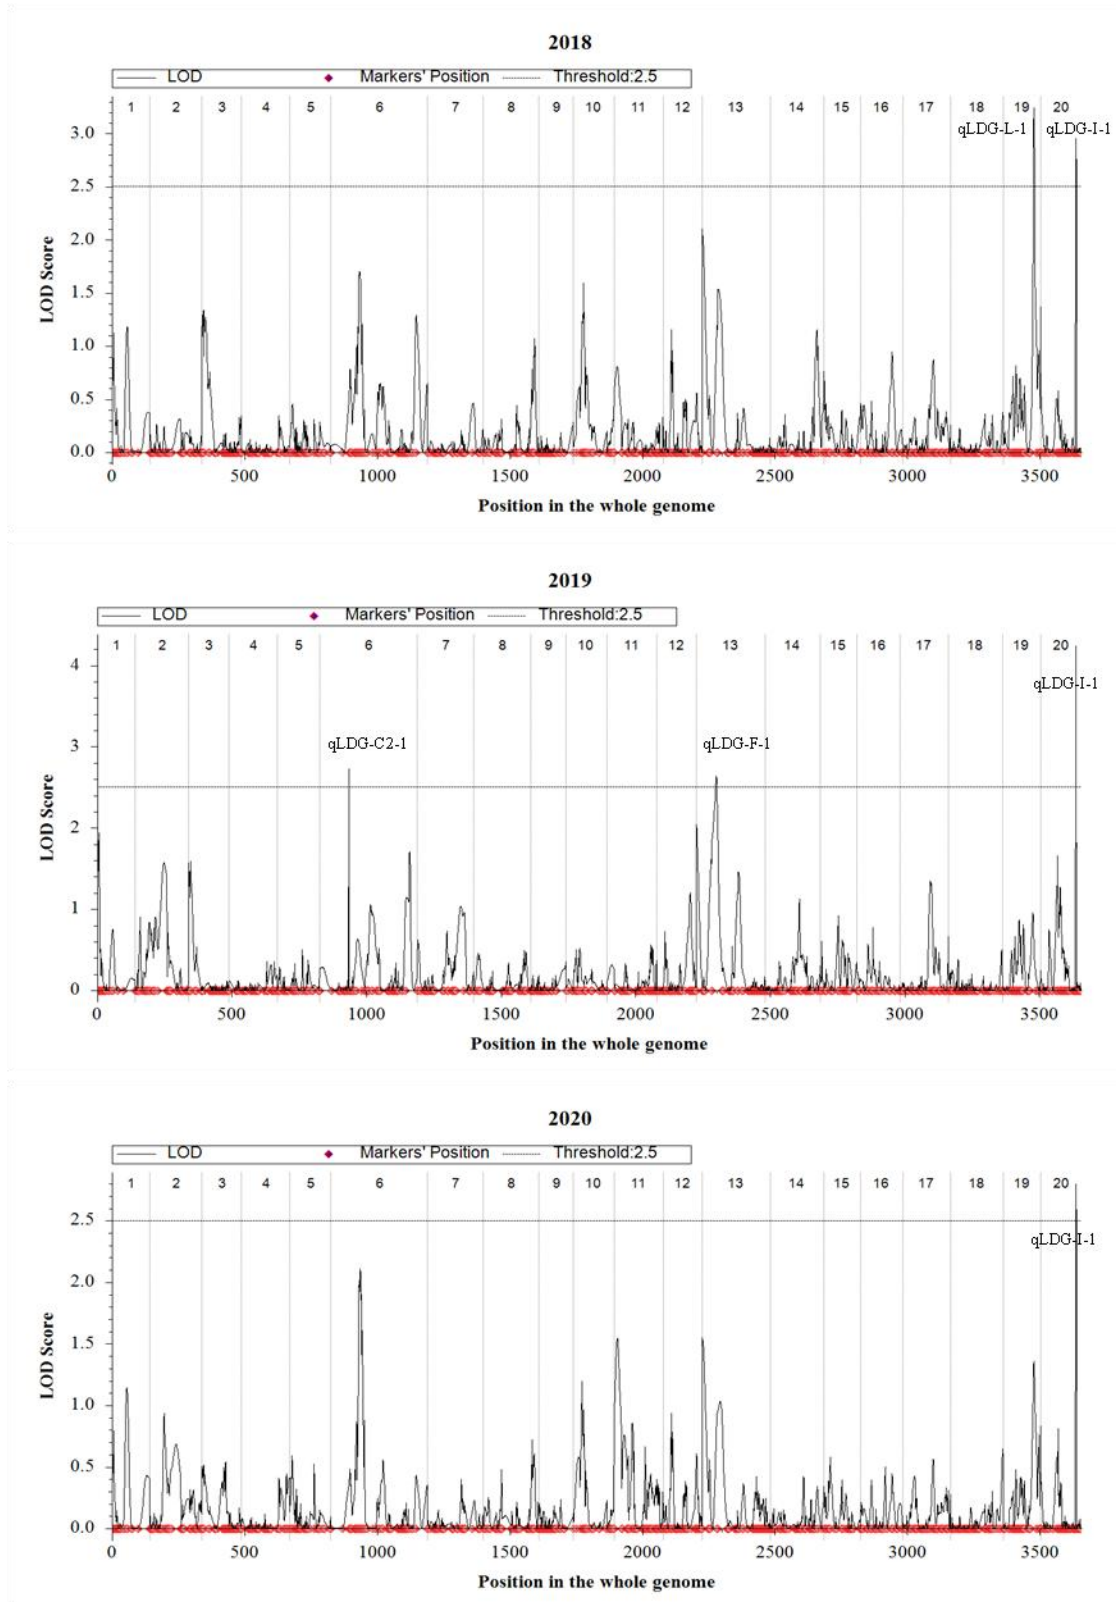 2018
LOD Markers' Position Threshold:2.5
1 2 3 4 5 6 7 8 9 10 11 12 13 14 15 16 17 18 19 20
qLDG-L-1 qLDG-I-1
3.0
2.5
2.0
1.5
1.0
0.5
0.0
LOD Score
0 500 1000 1500 2000 2500 3000 3500
Position in the whole genome
2019
LOD Markers' Position Threshold:2.5
1 2 3 4 5 6 7 8 9 10 11 12 13 14 15 16 17 18 19 20
qLDG-I-1
qLDG-C2-1 qLDG-F-1
4
3
2
1
0
LOD Score
0 500 1000 1500 2000 2500 3000 3500
Position in the whole genome
2020
LOD Markers' Position Threshold:2.5
1 2 3 4 5 6 7 8 9 10 11 12 13 14 15 16 17 18 19 20
qLDG-I-1
2.5
2.0
1.5
1.0
0.5
0.0
LOD Score
0 500 1000 1500 2000 2500 3000 3500
Position in the whole genome